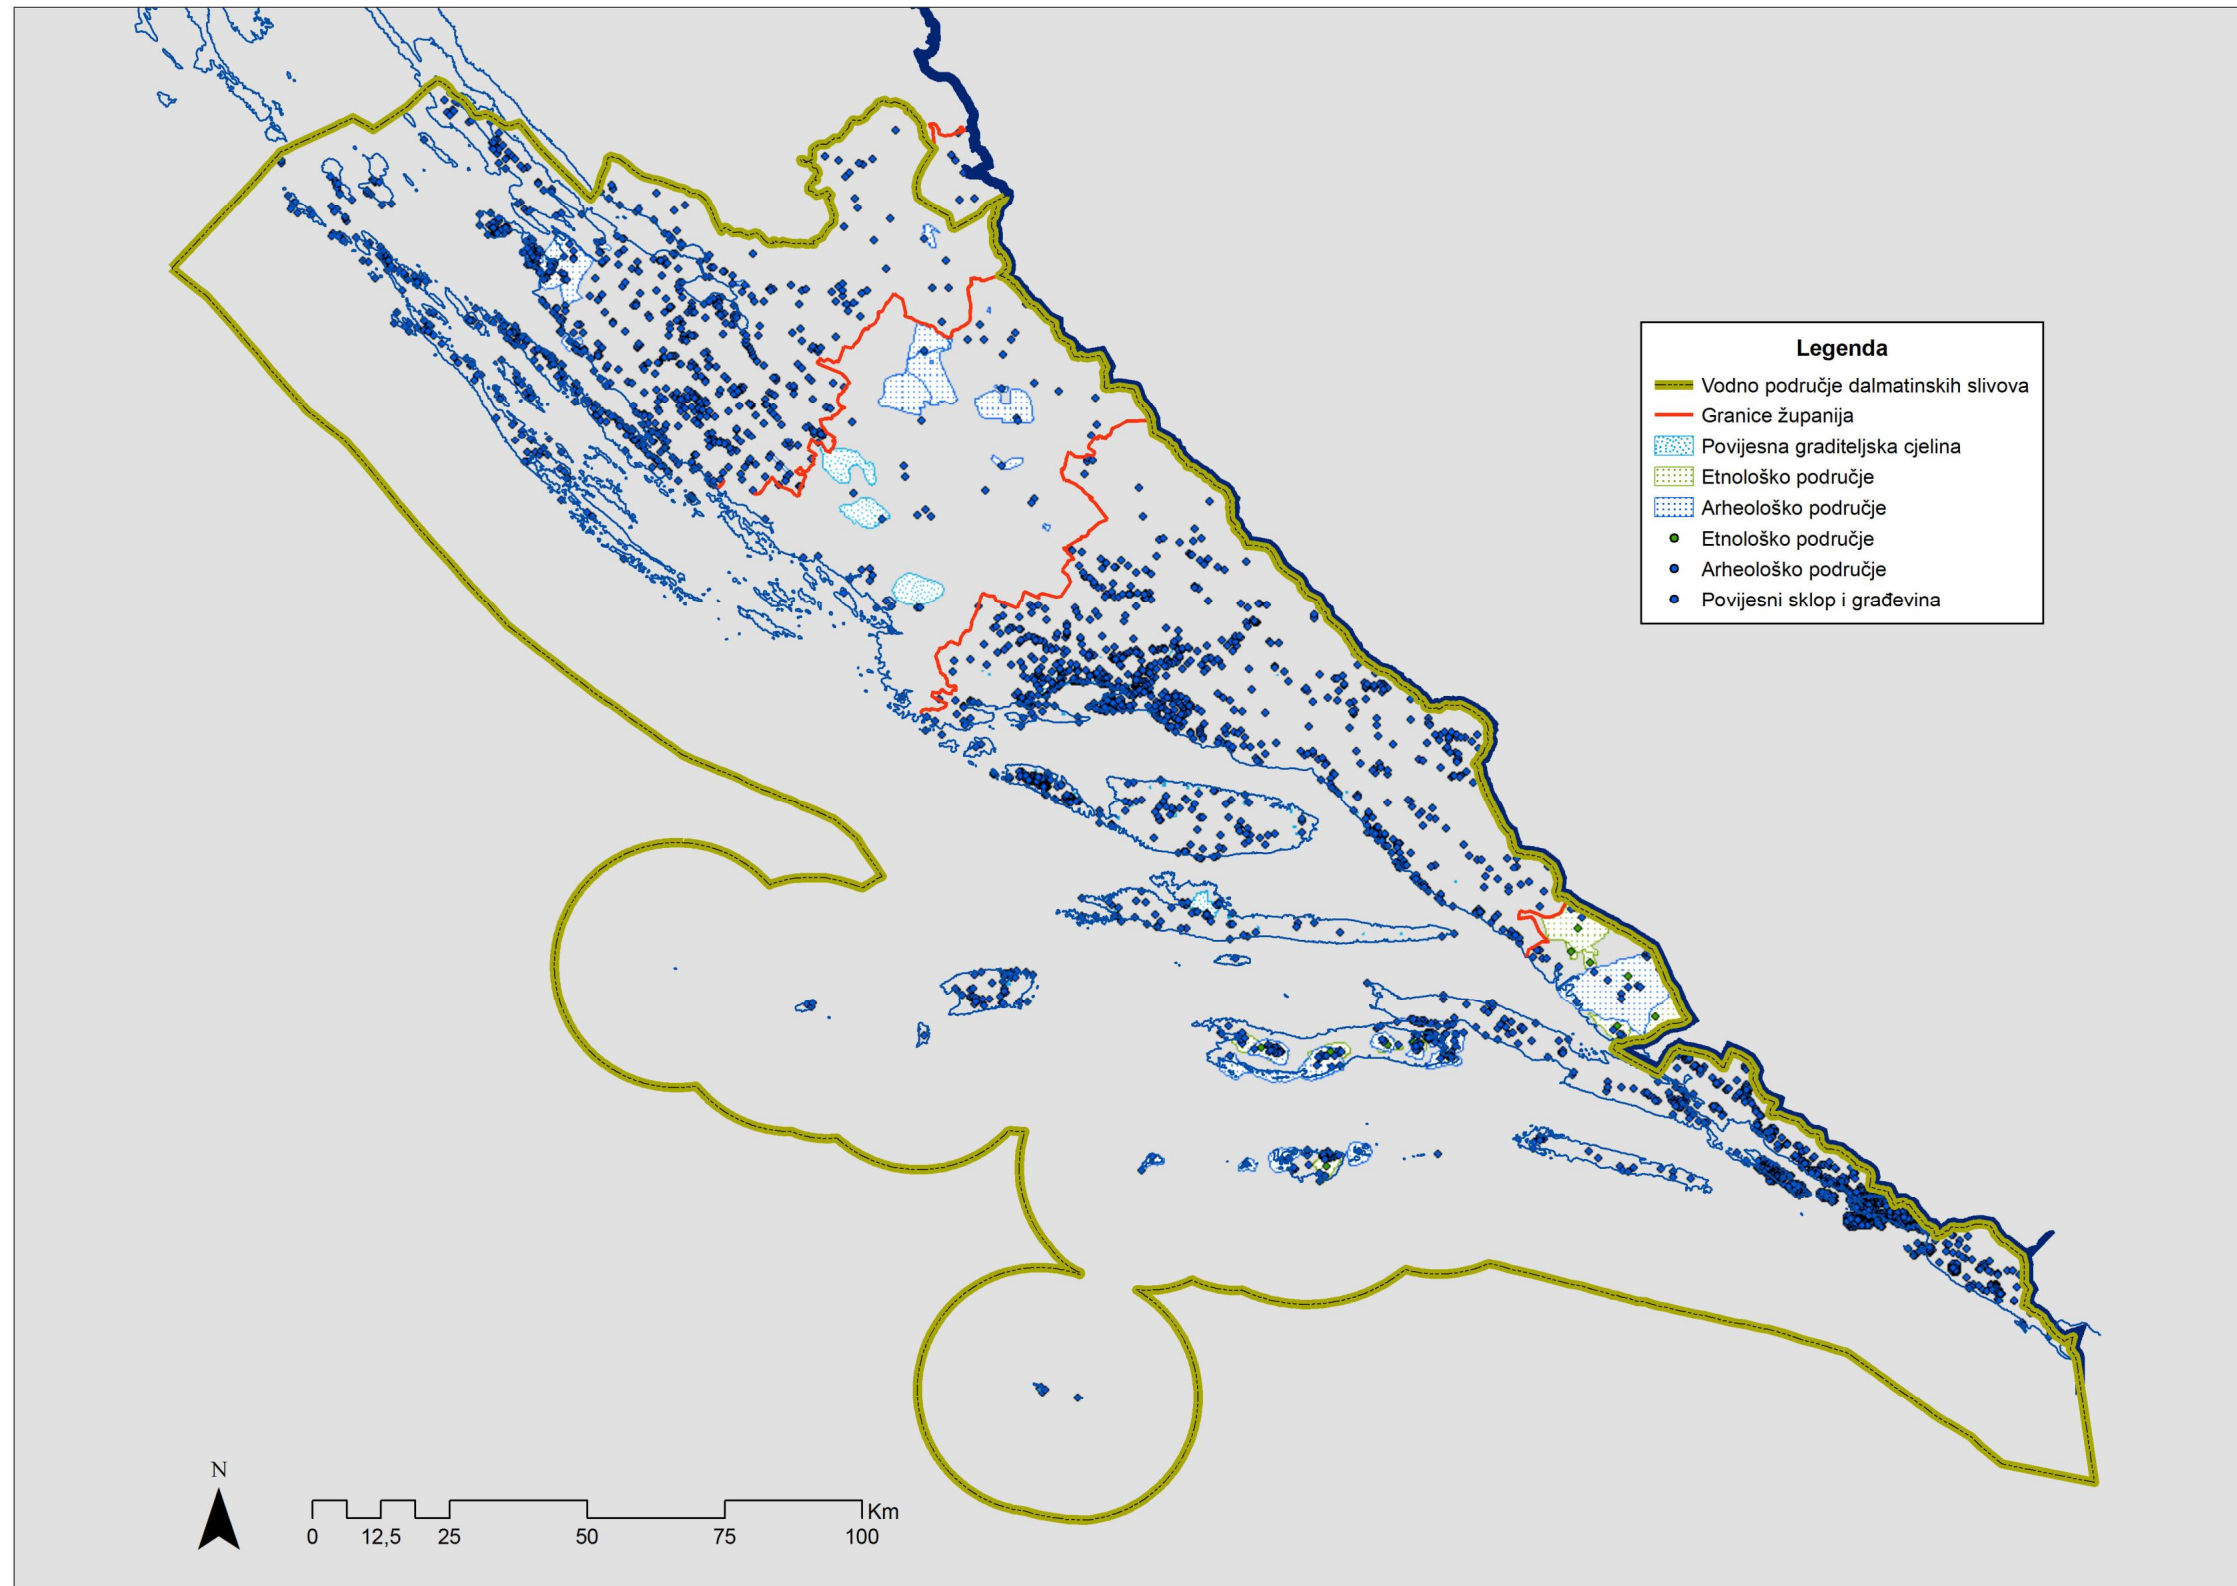 Legenda
Vodno područje dalmatinskih slivova
Granice županija
Povijesna graditeljska cjelina
Etnološko područje
Arheološko područje
Etnološko područje
Arheološko područje
Povijesni sklop i građevina
N
Km
0 12,5 25 50 75 100